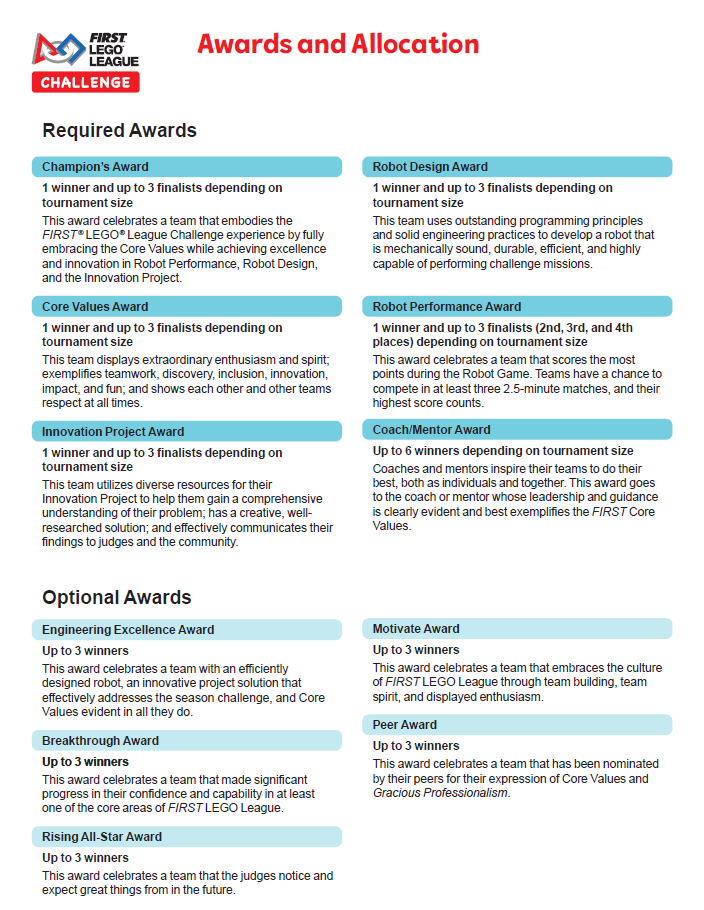 FIRST
LEGO
LEAGUE
CHALLENGE
Awards and Allocation
Required Awards
Champion's Award
1 winner and up to 3 finalists depending on
tournament size
This award celebrates a team that embodies the
FIRST® LEGO® League Challenge experience by fully
embracing the Core Values while achieving excellence
and innovation in Robot Performance, Robot Design,
and the Innovation Project.
Core Values Award
1 winner and up to 3 finalists depending on
tournament size
This team displays extraordinary enthusiasm and spirit;
exemplifies teamwork, discovery, inclusion, innovation,
impact, and fun; and shows each other and other teams
respect at all times.
Innovation Project Award
1 winner and up to 3 finalists depending on
tournament size
This team utilizes diverse resources for their
Innovation Project to help them gain a comprehensive
understanding of their problem; has a creative, well-
researched solution; and effectively communicates their
findings to judges and the community.
Robot Design Award
1 winner and up to 3 finalists depending on
tournament size
This team uses outstanding programming principles
and solid engineering practices to develop a robot that
is mechanically sound, durable, efficient, and highly
capable of performing challenge missions.
Robot Performance Award
1 winner and up to 3 finalists (2nd, 3rd, and 4th
places) depending on tournament size
This award celebrates a team that scores the most
points during the Robot Game. Teams have a chance to
compete in at least three 2.5-minute matches, and their
highest score counts.
Coach/Mentor Award
Up to 6 winners depending on tournament size
Coaches and mentors inspire their teams to do their
best, both as individuals and together. This award goes
to the coach or mentor whose leadership and guidance
is clearly evident and best exemplifies the FIRST Core
Values.
Optional Awards
Engineering Excellence Award
Up to 3 winners
This award celebrates a team with an efficiently
designed robot, an innovative project solution that
effectively addresses the season challenge, and Core
Values evident in all they do.
Breakthrough Award
Up to 3 winners
This award celebrates a team that made significant
progress in their confidence and capability in at least
one of the core areas of FIRST LEGO League.
Rising All-Star Award
Up to 3 winners
This award celebrates a team that the judges notice and
expect great things from in the future.
Motivate Award
Up to 3 winners
This award celebrates a team that embraces the culture
of FIRST LEGO League through team building, team
spirit, and displayed enthusiasm.
Peer Award
Up to 3 winners
This award celebrates a team that has been nominated
by their peers for their expression of Core Values and
Gracious Professionalism.